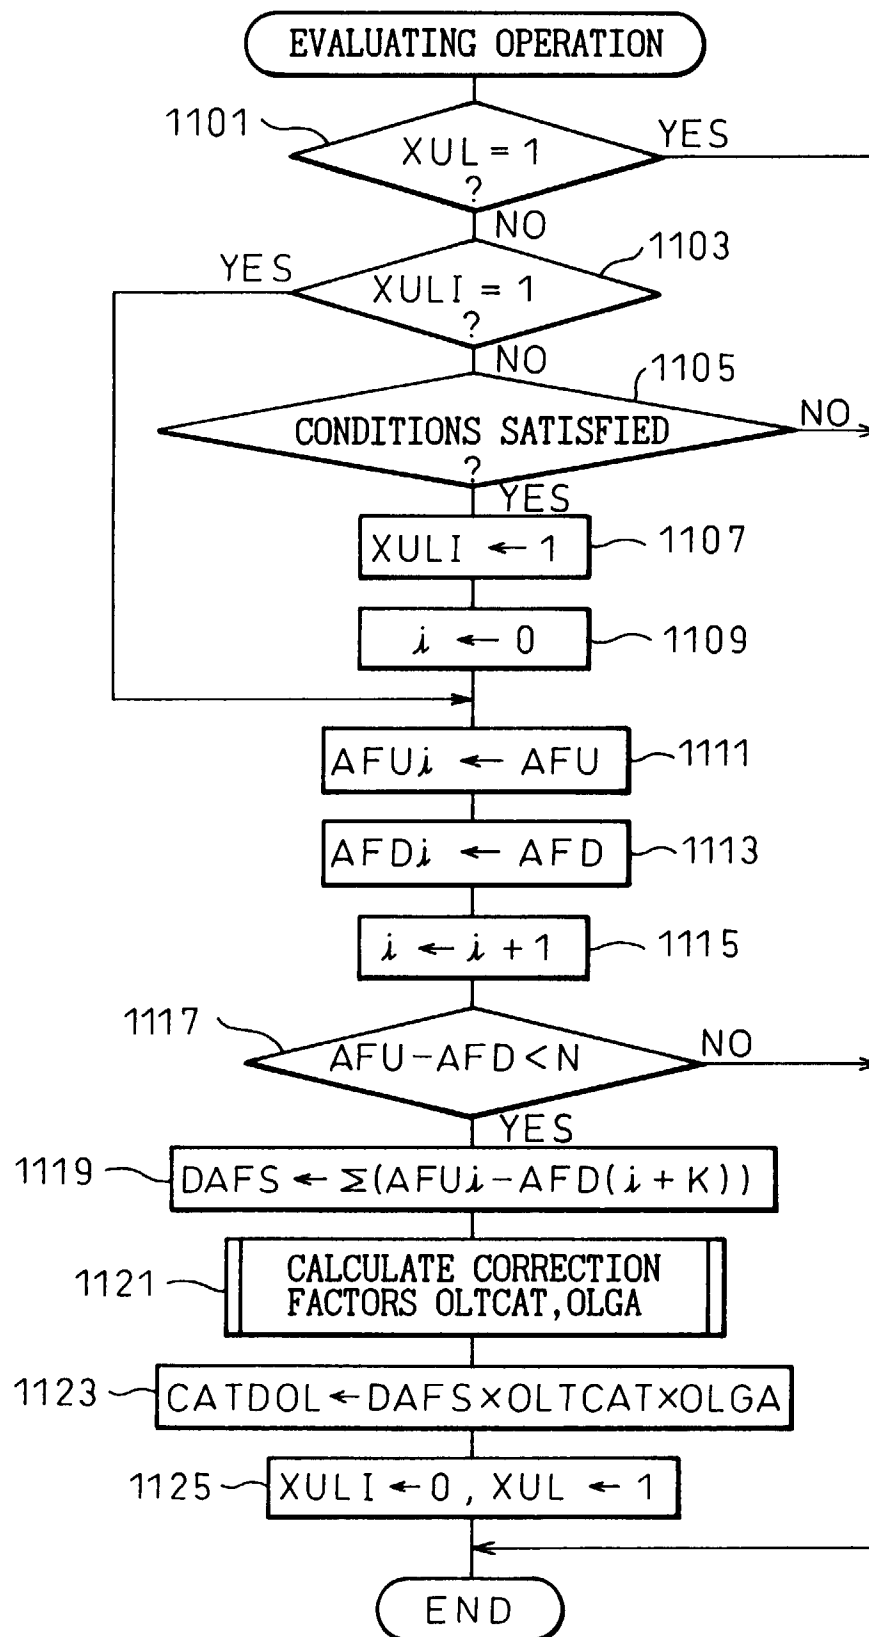 EVALUATING OPERATION
1101
XUL = 1
?
YES
NO
1103
YES
XULI = 1
?
NO
1105
CONDITIONS SATISFIED
?
NO
YES
XULI ← 1
1107
i ← 0
1109
AFUi ← AFU
1111
AFDi ← AFD
1113
i ← i + 1
1115
1117
AFU-AFD<N
NO
YES
1119
DAFS ← Σ(AFUi-AFD(i+K))
1121
CALCULATE CORRECTION
FACTORS OLTCAT,OLGA
1123
CATDOL←DAFS×OLTCAT×OLGA
1125
XULI←0, XUL ← 1
END